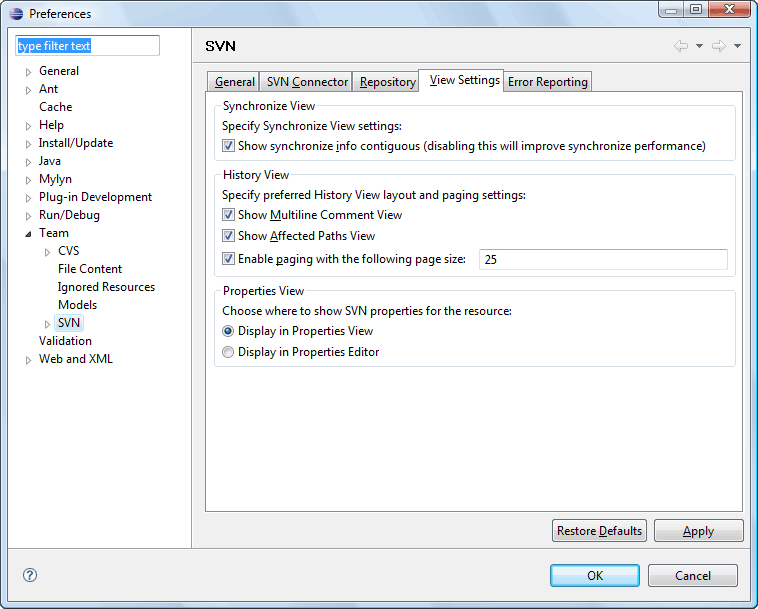 Preferences
type filter text
General
Ant
Cache
Help
Install/Update
Java
Mylyn
Plug-in Development
Run/Debug
Team
CVS
File Content
Ignored Resources
Models
SVN
Validation
Web and XML
SVN
General SVN Connector Repository View Settings Error Reporting
Synchronize View
Specify Synchronize View settings:
Show synchronize info contiguous (disabling this will improve synchronize performance)
History View
Specify preferred History View layout and paging settings:
Show Multiline Comment View
Show Affected Paths View
Enable paging with the following page size: 25
Properties View
Choose where to show SVN properties for the resource:
Display in Properties View
Display in Properties Editor
Restore Defaults Apply
? OK Cancel